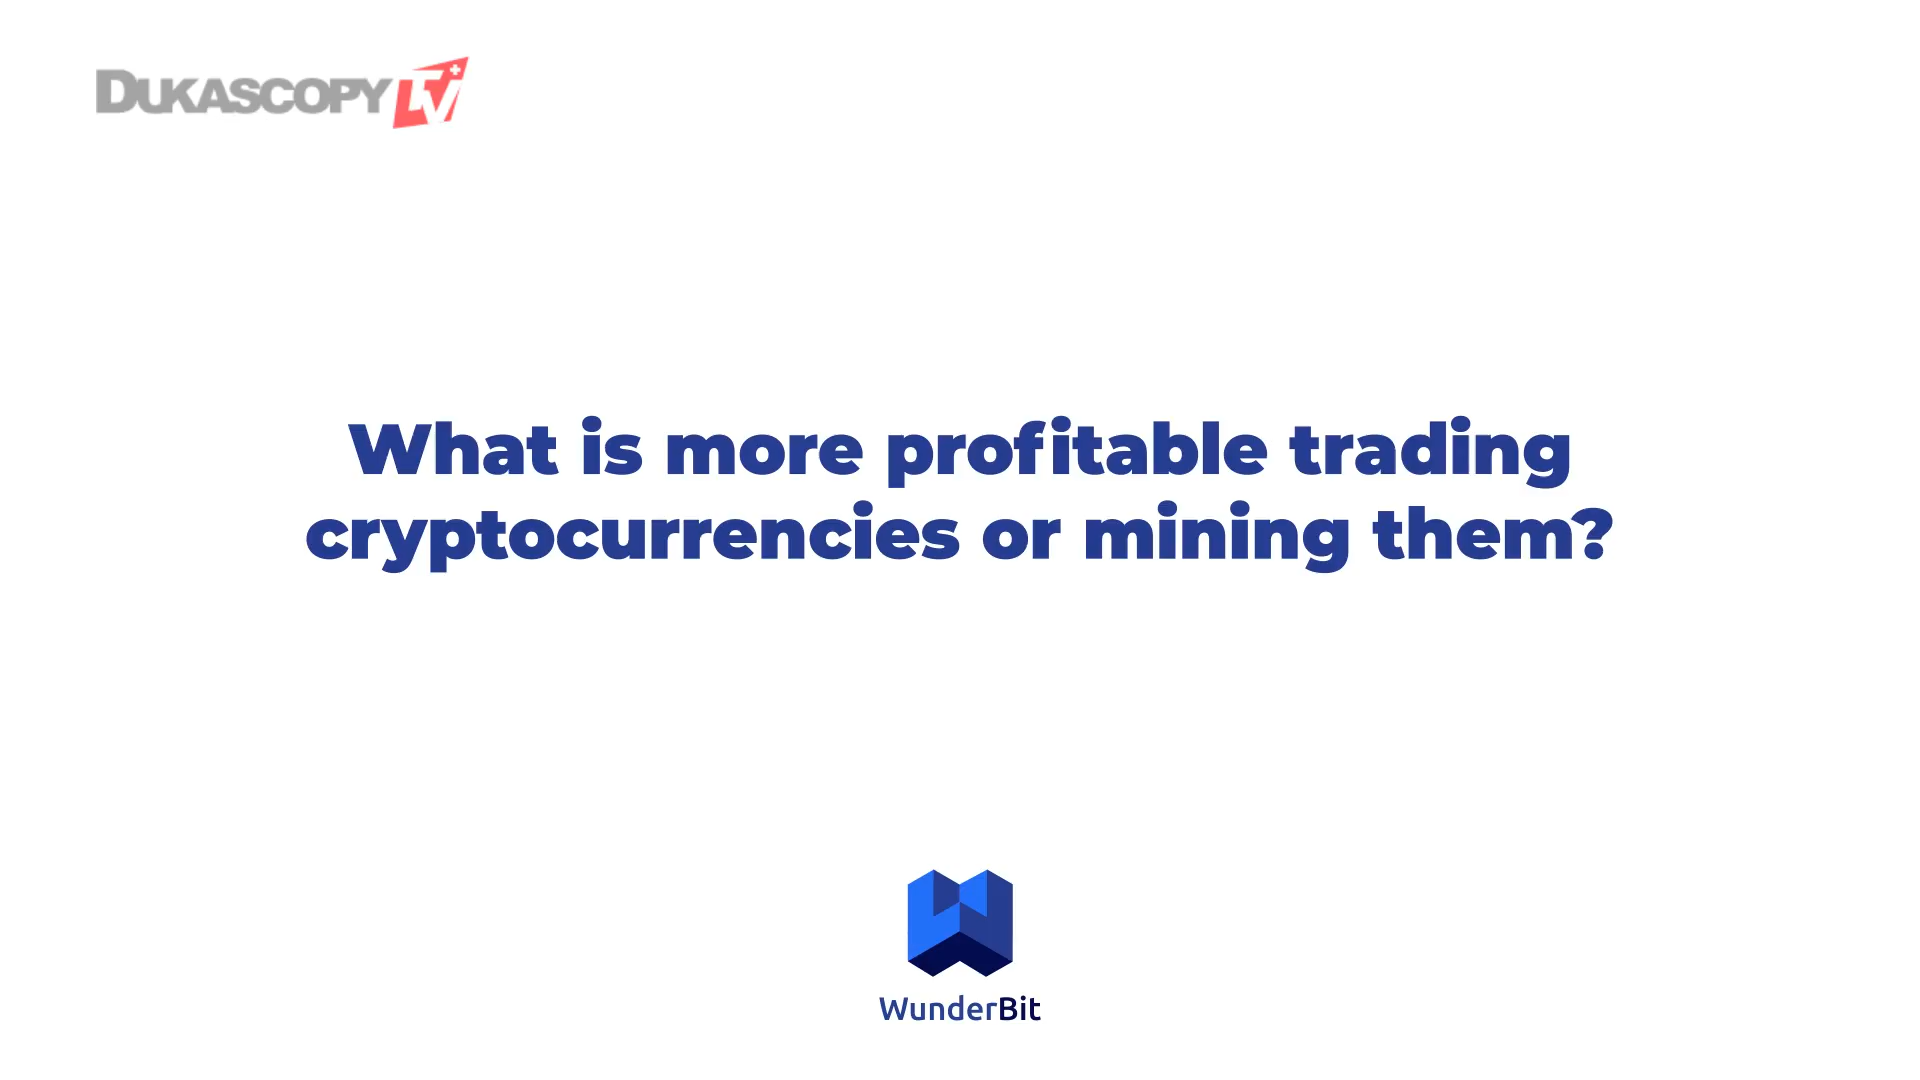 DUKASCOPY TV
What is more profitable trading
cryptocurrencies or mining them?
WunderBit